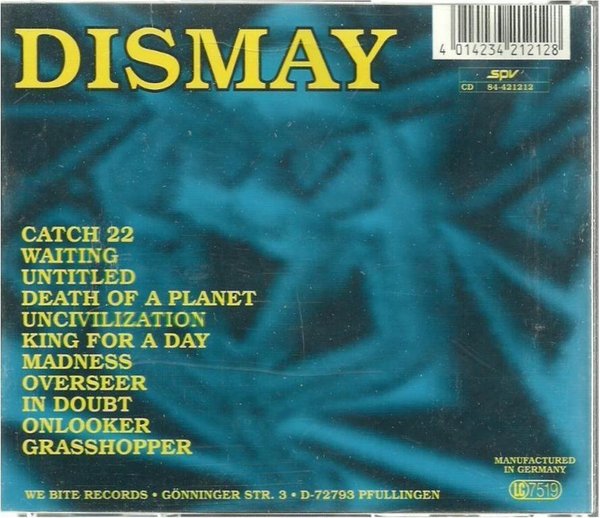 DISMAY
4 014234 212128
spv
CD 84-421212
CATCH 22
WAITING
UNTITLED
DEATH OF A PLANET
UNCIVILIZATION
KING FOR A DAY
MADNESS
OVERSEER
IN DOUBT
ONLOOKER
GRASSHOPPER
MANUFACTURED
IN GERMANY
LC 7519
WE BITE RECORDS • GÖNNINGER STR. 3 • D-72793 PFULLINGEN